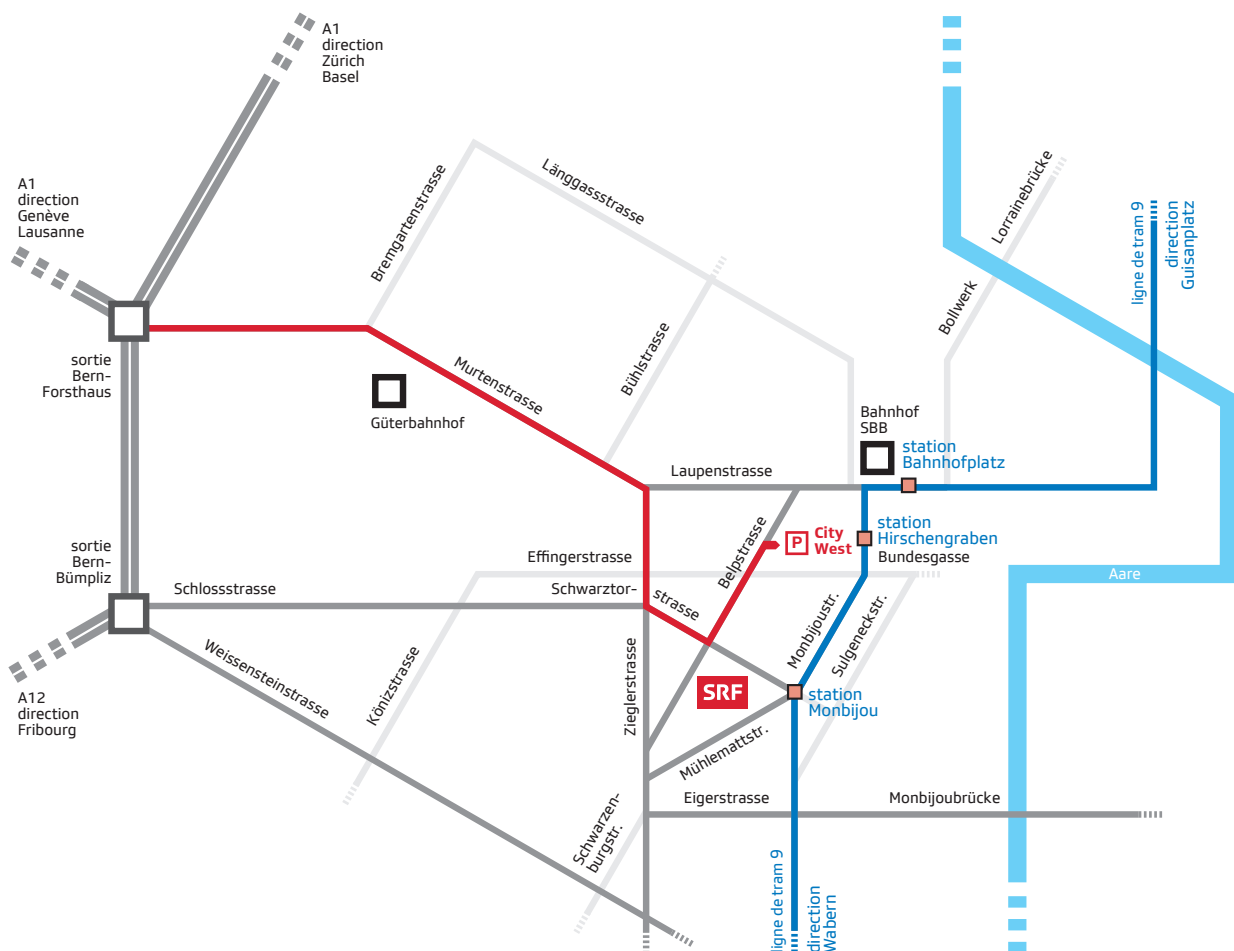 A1
direction
Zürich
Basel
A1
direction
Genève
Lausanne
Bremgartenstrasse
Länggassstrasse
Lorrainebrücke
ligne de tram 9
direction
Guisanplatz
Bollwerk
sortie
Bern-
Forsthaus
Murtenstrasse
Bühlstrasse
Güterbahnhof
Bahnhof
SBB
station
Bahnhofplatz
Laupenstrasse
station
Hirschengraben
Bundesgasse
P
City
West
Belpstrasse
Effingerstrasse
sortie
Bern-
Bümpliz
Schlossstrasse
Schwarztor-
strasse
Aare
Monbijoustr.
Sulgeneckstr.
Weissensteinstrasse
Könizstrasse
Zieglerstrasse
SRF
station
Monbijou
A12
direction
Fribourg
Mühlemattstr.
Eigerstrasse
Monbijoubrücke
Schwarzen-
burgstr.
ligne de tram 9
direction
Wabern